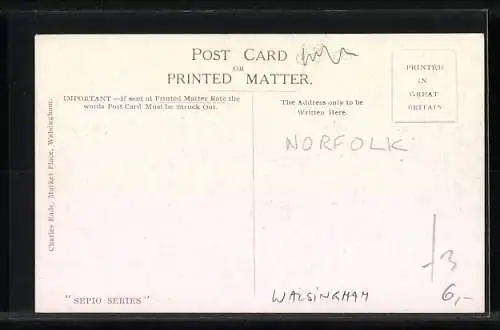 POST CARD
OR
PRINTED MATTER.
PRINTED
IN
GREAT
BRITAIN
IMPORTANT—If sent at Printed Matter Rate the
words Post Card Must be Struck Out.
The Address only to be
Written Here.
NORFOLK
Charles Eade, Market Place, Walsingham.
/3
6,-
"SEPIO SERIES"
WALSINGHAM